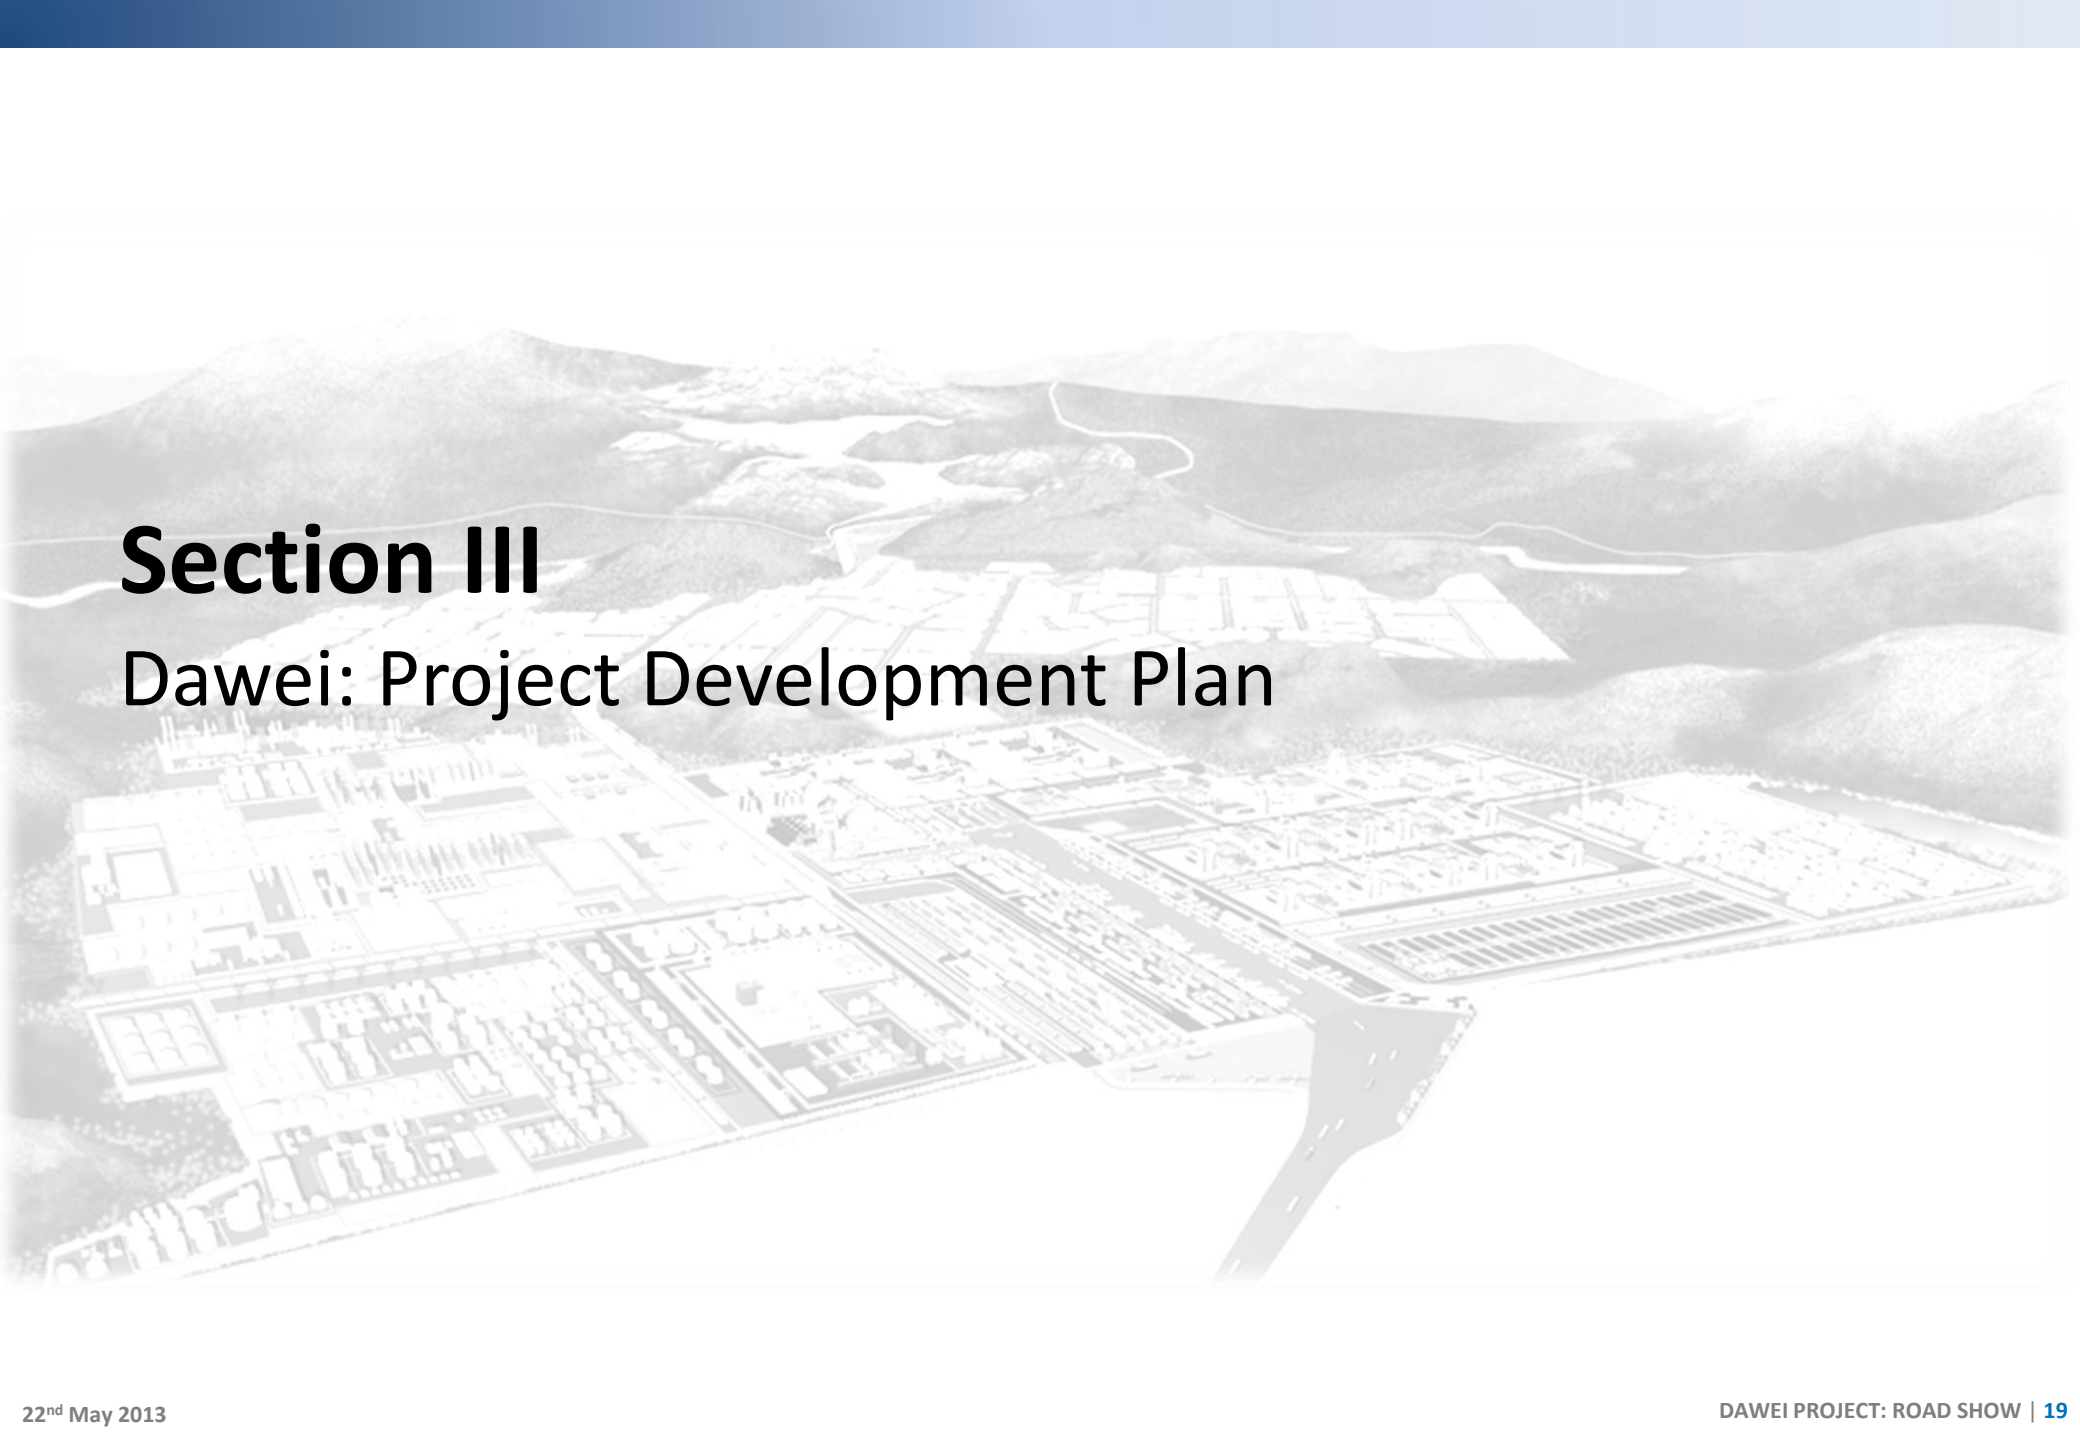 Section III
Dawei: Project Development Plan
22nd May 2013
DAWEI PROJECT: ROAD SHOW | 19